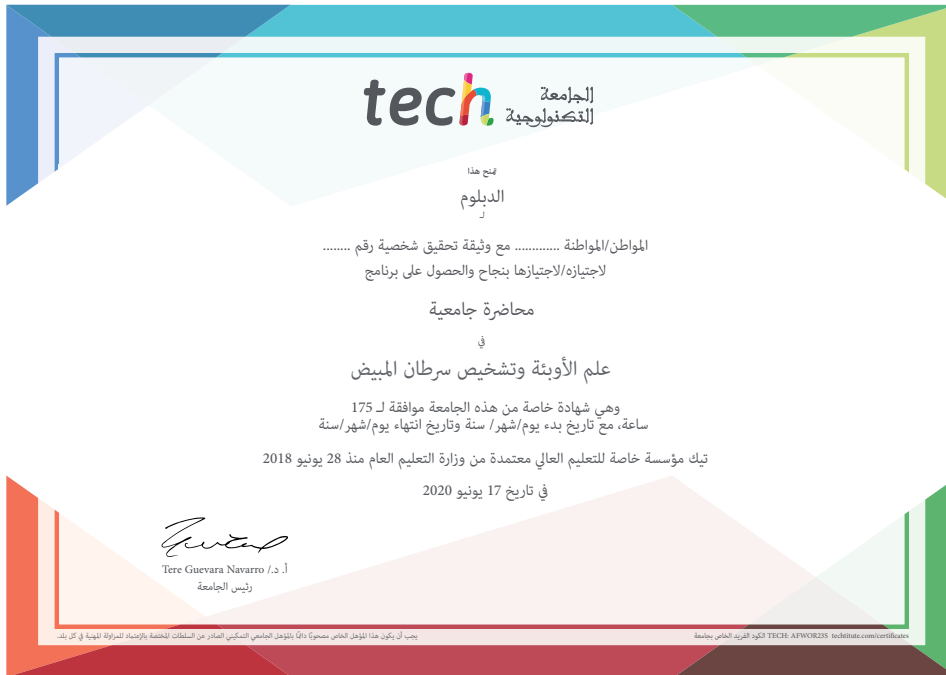 tech الجامعة
التكنولوجية
يمنح هذا
الدبلوم
لـ
المواطن/المواطنة ............ مع وثيقة تحقيق شخصية رقم ........
لاجتيازه/لاجتيازها بنجاح والحصول على برنامج
محاضرة جامعية
في
علم الأوبئة وتشخيص سرطان المبيض
وهي شهادة خاصة من هذه الجامعة موافقة لـ 175
ساعة، مع تاريخ بدء يوم/شهر/ سنة وتاريخ انتهاء يوم/شهر/سنة
تيك مؤسسة خاصة للتعليم العالي معتمدة من وزارة التعليم العام منذ 28 يونيو 2018
في تاريخ 17 يونيو 2020
أ. د./ Tere Guevara Navarro
رئيس الجامعة
يجب أن يكون هذا المؤهل الخاص مصحوبًا دائمًا بالمؤهل الجامعي التمكيني الصادر عن السلطات المختصة بالإعتماد للمزاولة المهنية في كل بلد.
الكود الفريد الخاص بجامعة TECH: AFWOR23S techtitute.com/certificates